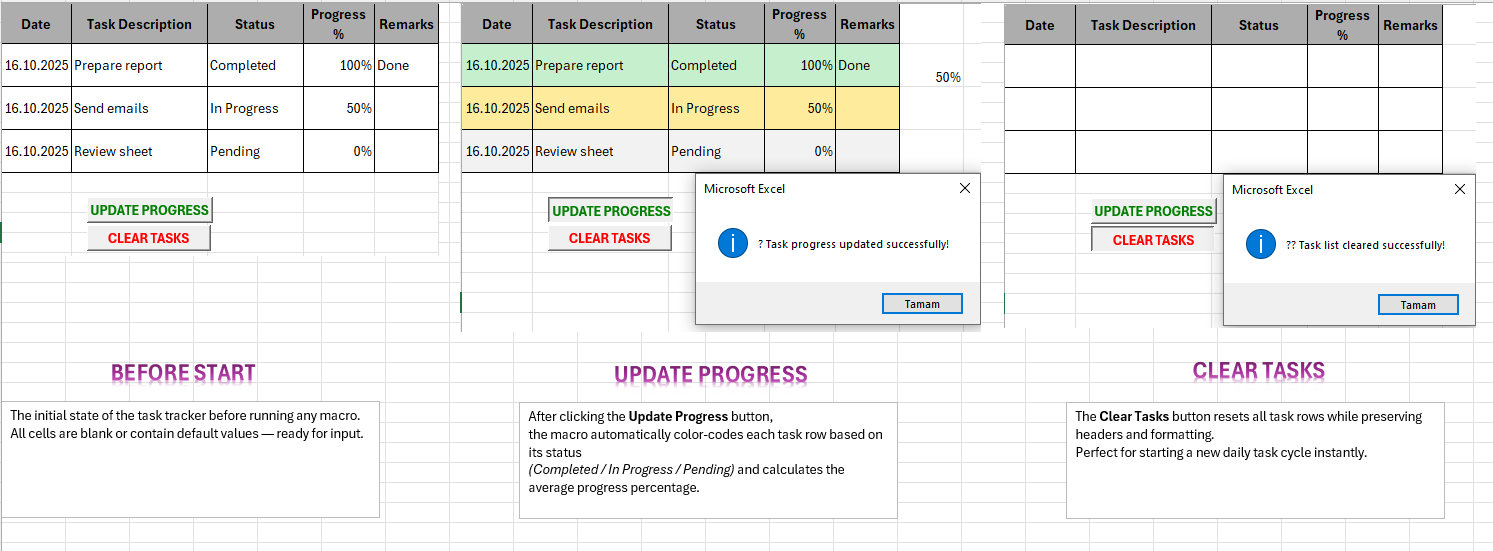 Date Task Description Status Progress % Remarks
16.10.2025 Prepare report Completed 100% Done
16.10.2025 Send emails In Progress 50%
16.10.2025 Review sheet Pending 0%
UPDATE PROGRESS
CLEAR TASKS
BEFORE START
The initial state of the task tracker before running any macro.
All cells are blank or contain default values — ready for input.
Date Task Description Status Progress % Remarks
16.10.2025 Prepare report Completed 100% Done
50%
16.10.2025 Send emails In Progress 50%
16.10.2025 Review sheet Pending 0%
UPDATE PROGRESS
CLEAR TASKS
Microsoft Excel
? Task progress updated successfully!
Tamam
UPDATE PROGRESS
After clicking the Update Progress button,
the macro automatically color-codes each task row based on
its status
(Completed / In Progress / Pending) and calculates the
average progress percentage.
Date Task Description Status Progress % Remarks
UPDATE PROGRESS
CLEAR TASKS
Microsoft Excel
?? Task list cleared successfully!
Tamam
CLEAR TASKS
The Clear Tasks button resets all task rows while preserving
headers and formatting.
Perfect for starting a new daily task cycle instantly.